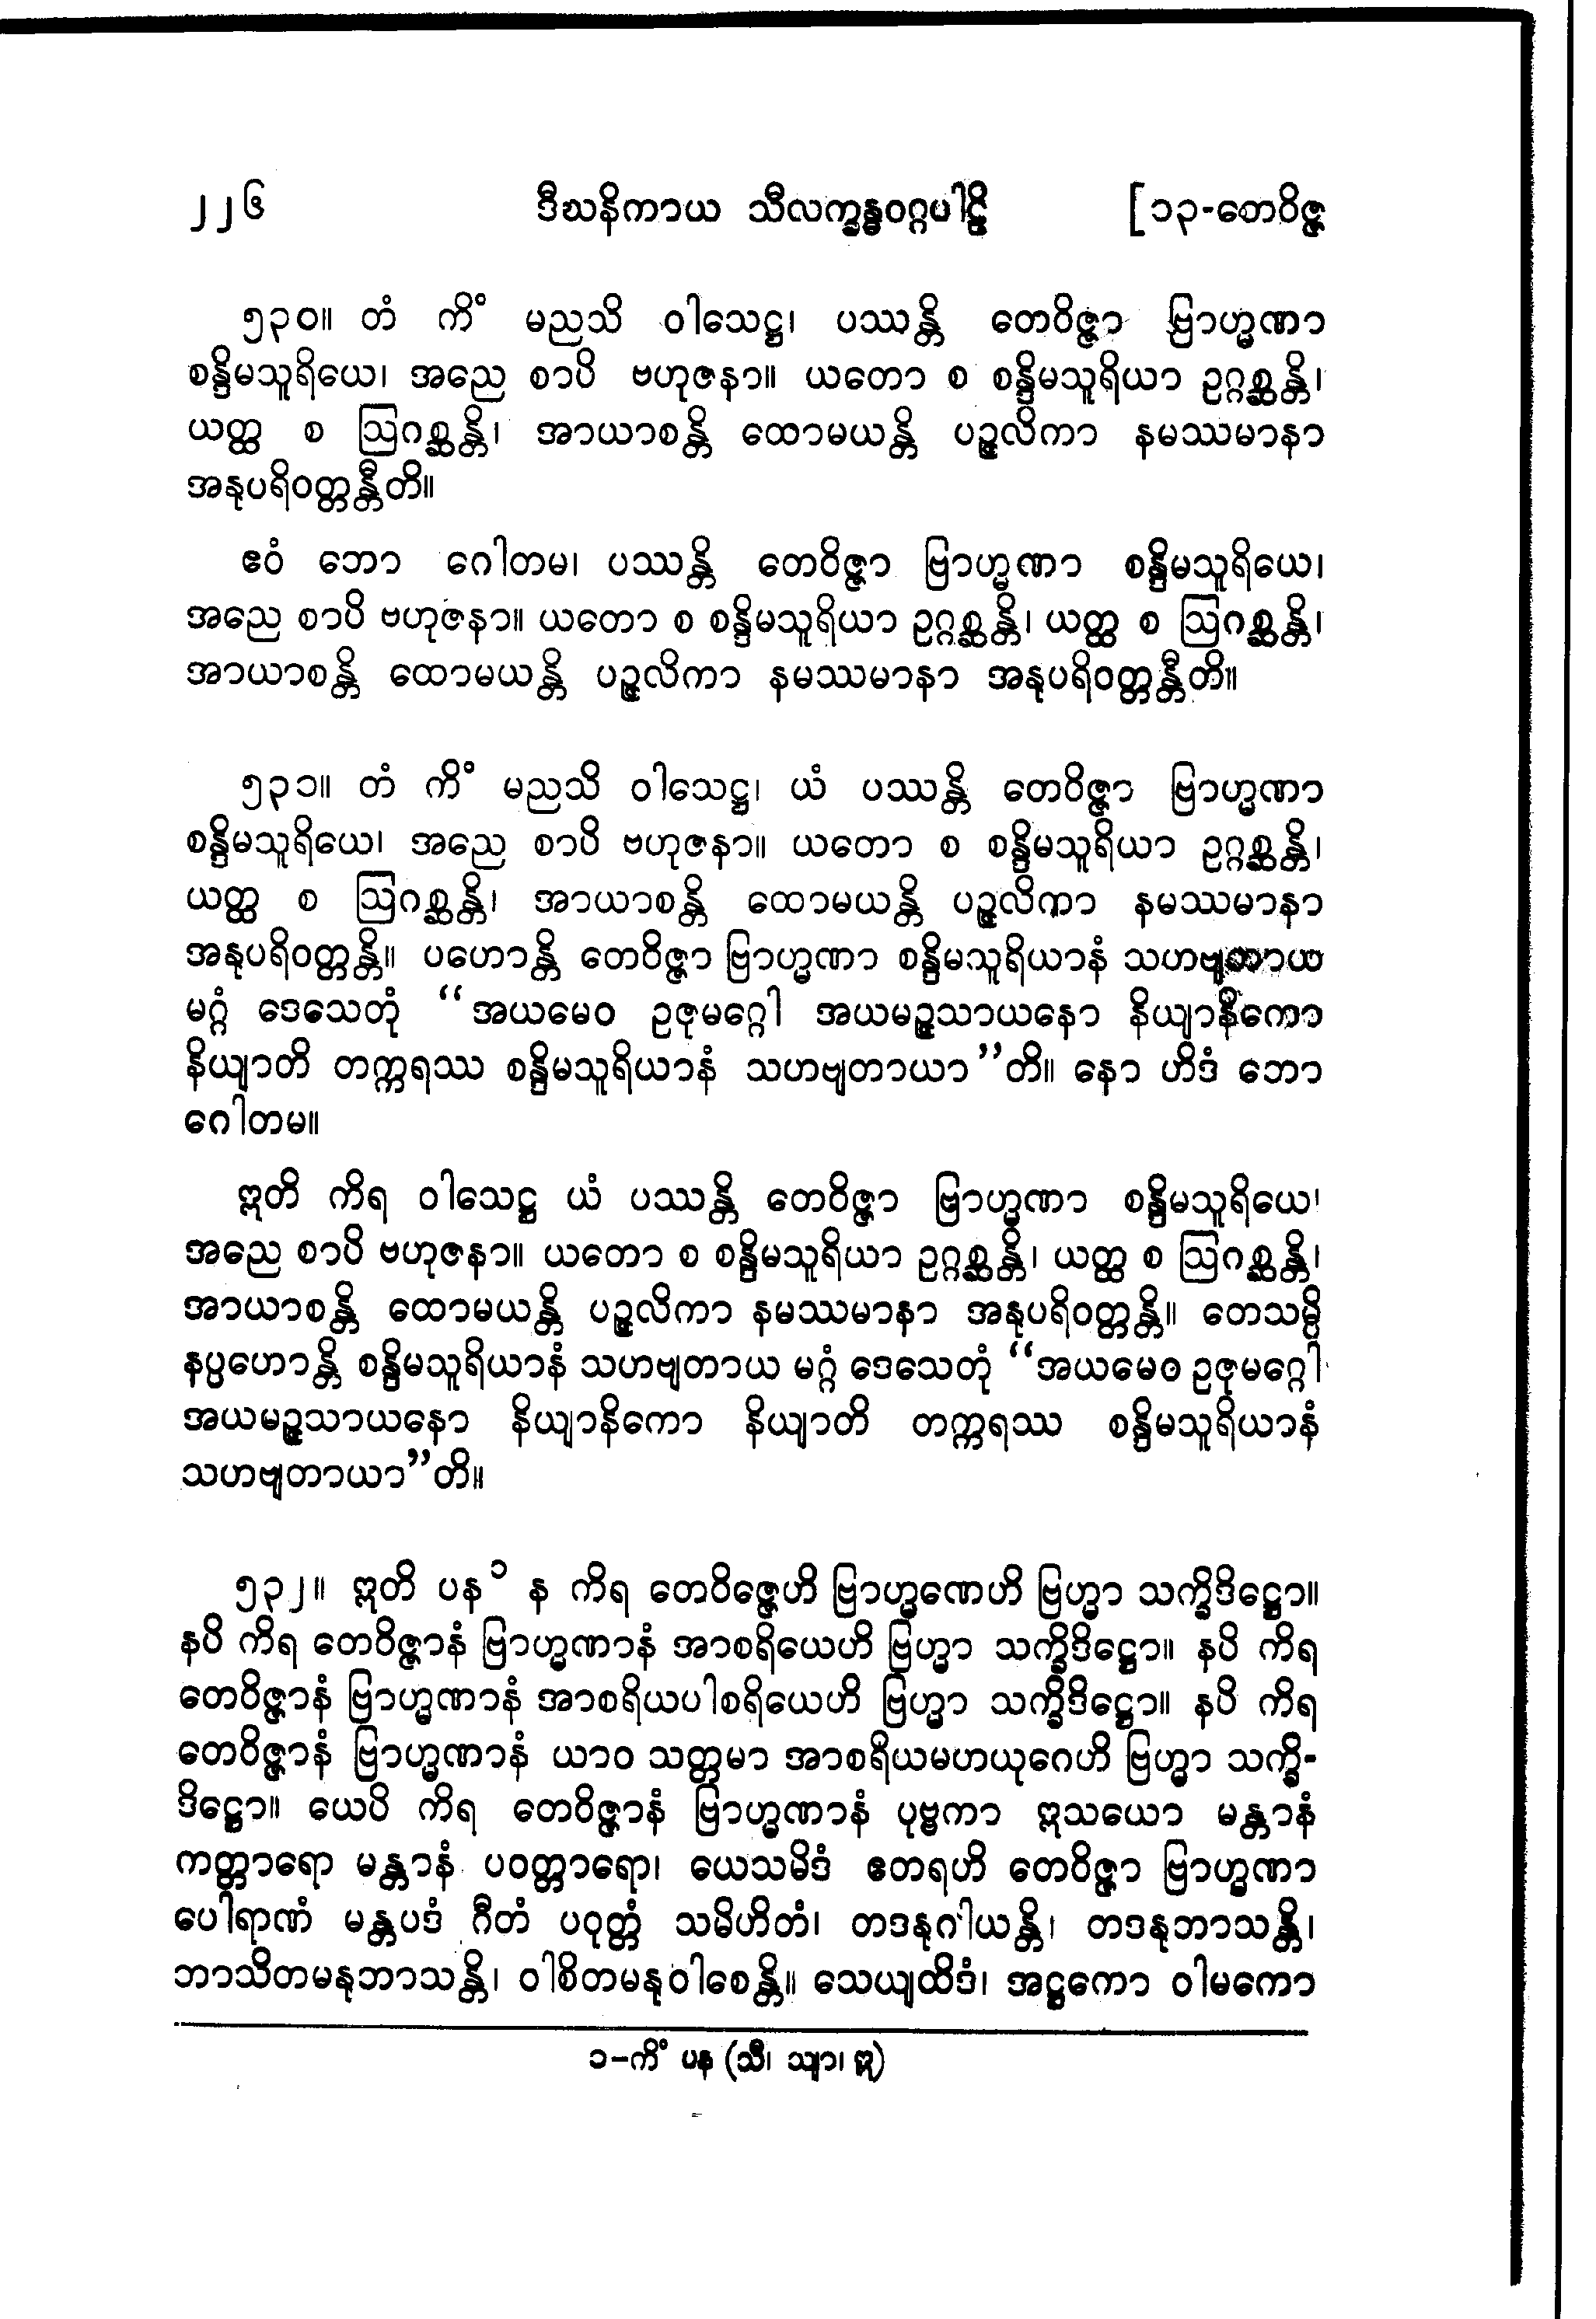 ၂၂၆ ဒီဃနိကာယ သီလက္ခန္ဓဝဂ္ဂပါဠိ [၁၃-တေဝိဇ္ဇ
၅၃၀။ တံ ကိံ မညသိ ဝါသေဋ္ဌ၊ ပဿန္တိ တေဝိဇ္ဇာ ဗြာဟ္မဏာ
စန္ဒိမသူရိယေ၊ အညေ စာပိ ဗဟုဇနာ။ ယတော စ စန္ဒိမသူရိယာ ဥဂ္ဂစ္ဆန္တိ၊
ယတ္ထ စ ဩဂစ္ဆန္တိ၊ အာယာစန္တိ ထောမယန္တိ ပဉ္ဇလိကာ နမဿမာနာ
အနုပရိဝတ္တန္တီတိ။
ဧဝံ ဘော ဂေါတမ၊ ပဿန္တိ တေဝိဇ္ဇာ ဗြာဟ္မဏာ စန္ဒိမသူရိယေ၊
အညေ စာပိ ဗဟုဇနာ။ ယတော စ စန္ဒိမသူရိယာ ဥဂ္ဂစ္ဆန္တိ၊ ယတ္ထ စ ဩဂစ္ဆန္တိ၊
အာယာစန္တိ ထောမယန္တိ ပဉ္ဇလိကာ နမဿမာနာ အနုပရိဝတ္တန္တီတိ။
၅၃၁။ တံ ကိံ မညသိ ဝါသေဋ္ဌ၊ ယံ ပဿန္တိ တေဝိဇ္ဇာ ဗြာဟ္မဏာ
စန္ဒိမသူရိယေ၊ အညေ စာပိ ဗဟုဇနာ။ ယတော စ စန္ဒိမသူရိယာ ဥဂ္ဂစ္ဆန္တိ၊
ယတ္ထ စ ဩဂစ္ဆန္တိ၊ အာယာစန္တိ ထောမယန္တိ ပဉ္ဇလိကာ နမဿမာနာ
အနုပရိဝတ္တန္တိ။ ပဟောန္တိ တေဝိဇ္ဇာ ဗြာဟ္မဏာ စန္ဒိမသူရိယာနံ သဟဗျတာယ
မဂ္ဂံ ဒေသေတုံ “အယမေဝ ဥဇုမဂ္ဂေါ အယမဉ္ဇသာယနော နိယျာနိကော
နိယျာတိ တက္ကရဿ စန္ဒိမသူရိယာနံ သဟဗျတာယာ”တိ။ နော ဟိဒံ ဘော
ဂေါတမ။
ဣတိ ကိရ ဝါသေဋ္ဌ ယံ ပဿန္တိ တေဝိဇ္ဇာ ဗြာဟ္မဏာ စန္ဒိမသူရိယေ၊
အညေ စာပိ ဗဟုဇနာ။ ယတော စ စန္ဒိမသူရိယာ ဥဂ္ဂစ္ဆန္တိ၊ ယတ္ထ စ ဩဂစ္ဆန္တိ၊
အာယာစန္တိ ထောမယန္တိ ပဉ္ဇလိကာ နမဿမာနာ အနုပရိဝတ္တန္တိ။ တေသမ္ပိ
နပ္ပဟောန္တိ စန္ဒိမသူရိယာနံ သဟဗျတာယ မဂ္ဂံ ဒေသေတုံ “အယမေဝ ဥဇုမဂ္ဂေါ
အယမဉ္ဇသာယနော နိယျာနိကော နိယျာတိ တက္ကရဿ စန္ဒိမသူရိယာနံ
သဟဗျတာယာ”တိ။
၅၃၂။ ဣတိ ပန ၁ န ကိရ တေဝိဇ္ဇေဟိ ဗြာဟ္မဏေဟိ ဗြဟ္မာ သက္ခိဒိဋ္ဌော။
နပိ ကိရ တေဝိဇ္ဇာနံ ဗြာဟ္မဏာနံ အာစရိယေဟိ ဗြဟ္မာ သက္ခိဒိဋ္ဌော။ နပိ ကိရ
တေဝိဇ္ဇာနံ ဗြာဟ္မဏာနံ အာစရိယပါစရိယေဟိ ဗြဟ္မာ သက္ခိဒိဋ္ဌော။ နပိ ကိရ
တေဝိဇ္ဇာနံ ဗြာဟ္မဏာနံ ယာဝ သတ္တမာ အာစရိယမဟယုဂေဟိ ဗြဟ္မာ သက္ခိ-
ဒိဋ္ဌော။ ယေပိ ကိရ တေဝိဇ္ဇာနံ ဗြာဟ္မဏာနံ ပုဗ္ဗကာ ဣသယော မန္တာနံ
ကတ္တာရော မန္တာနံ ပဝတ္တာရော၊ ယေသမိဒံ ဧတရဟိ တေဝိဇ္ဇာ ဗြာဟ္မဏာ
ပေါရာဏံ မန္တပဒံ ဂီတံ ပဝုတ္တံ သမိဟိတံ၊ တဒနုဂါယန္တိ၊ တဒနုဘာသန္တိ၊
ဘာသိတမနုဘာသန္တိ၊ ဝါစိတမနုဝါစေန္တိ။ သေယျထိဒံ၊ အဋ္ဌကော ဝါမကော
၁-ကိံ ပန (သီ၊ သျာ၊ ဣ)